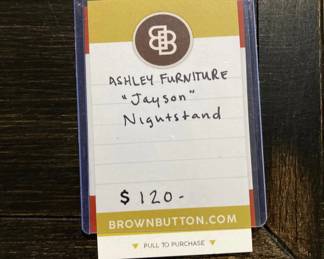 ASHLEY FURNITURE
"Jayson"
Nightstand
$ 120-
BROWNBUTTON.COM
PULL TO PURCHASE